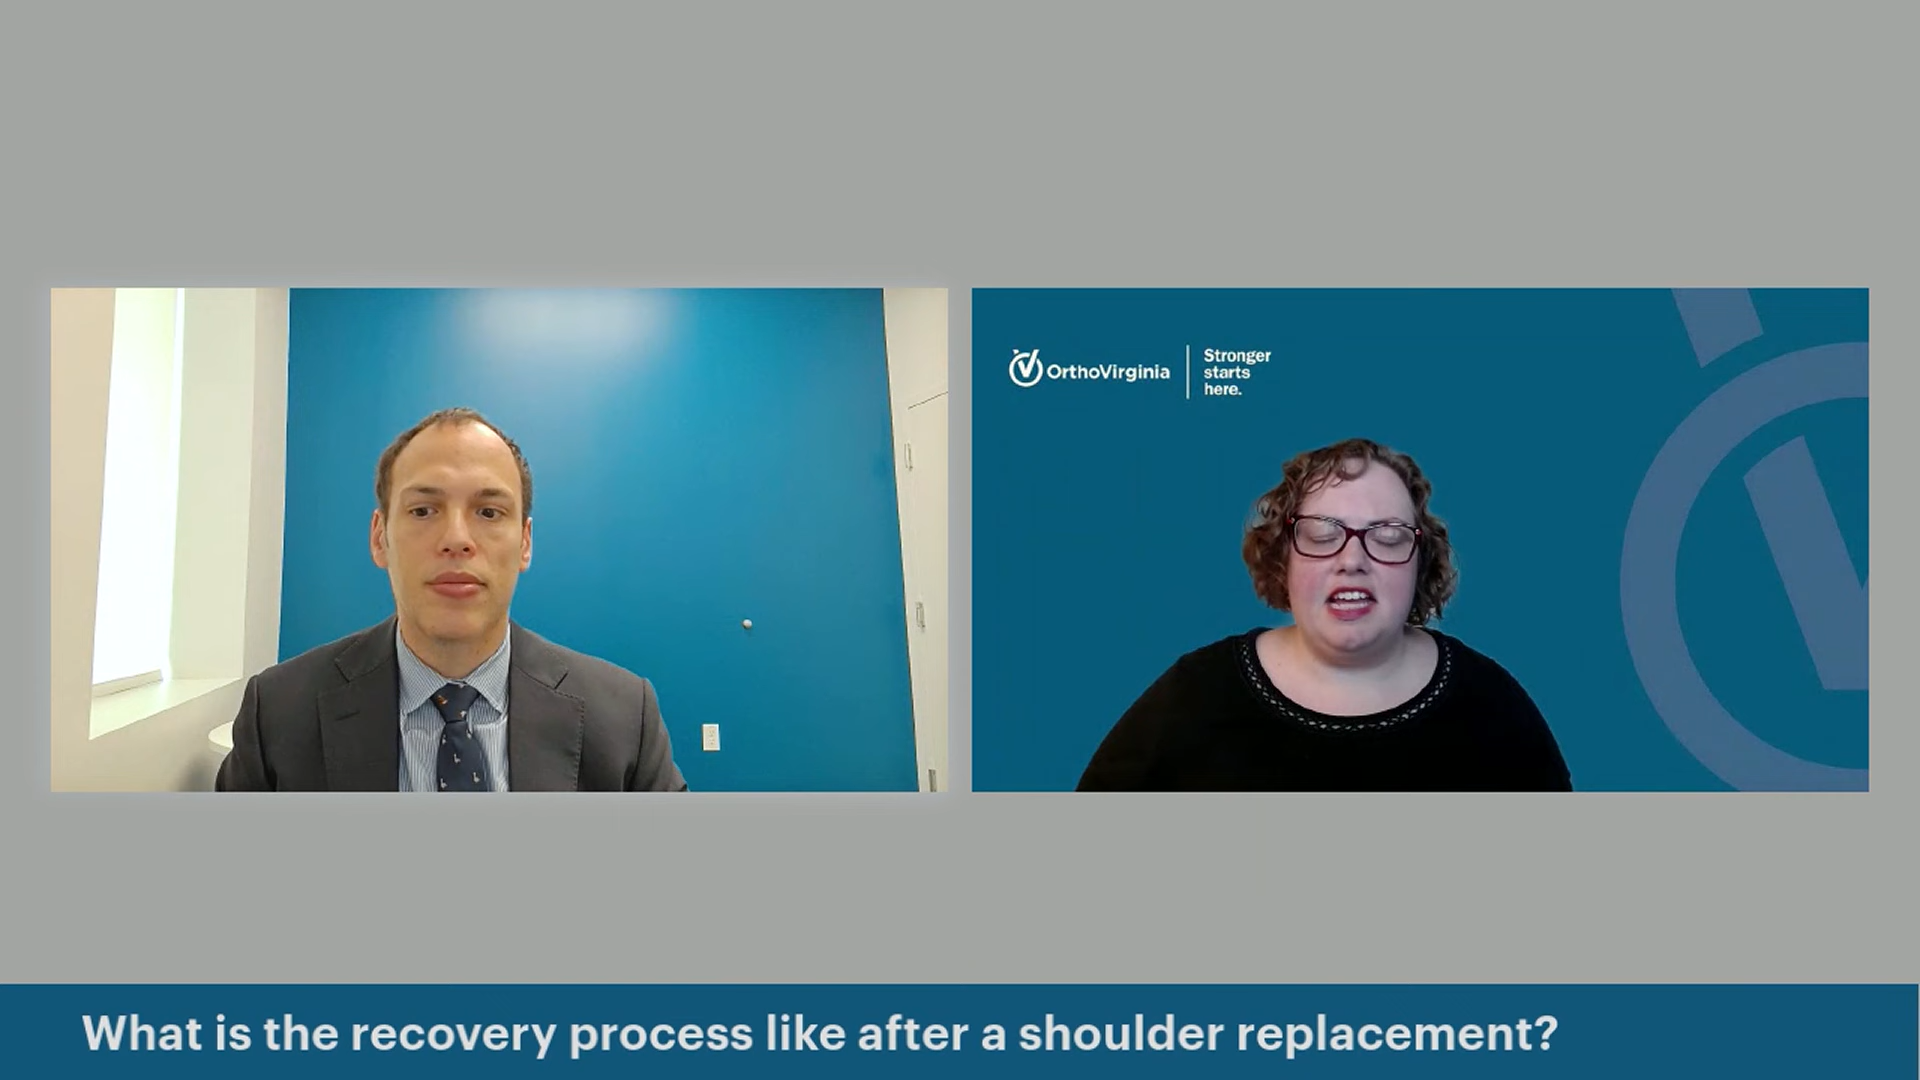 OrthoVirginia
Stronger
starts
here.
What is the recovery process like after a shoulder replacement?